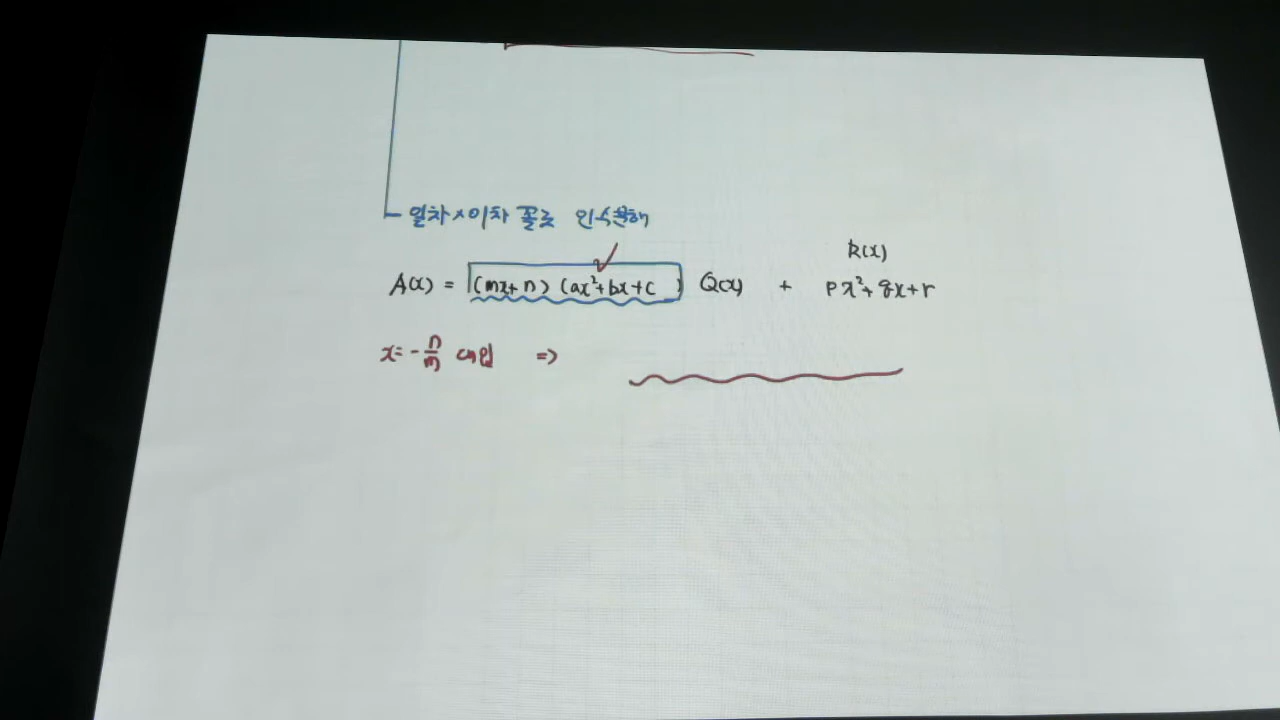 일차×이차 꼴로 인수분해
R(x)
A(x) = (mx+n) (ax²+bx+c) Q(x) + px²+qx+r
x=-n/m 대입 ⇒